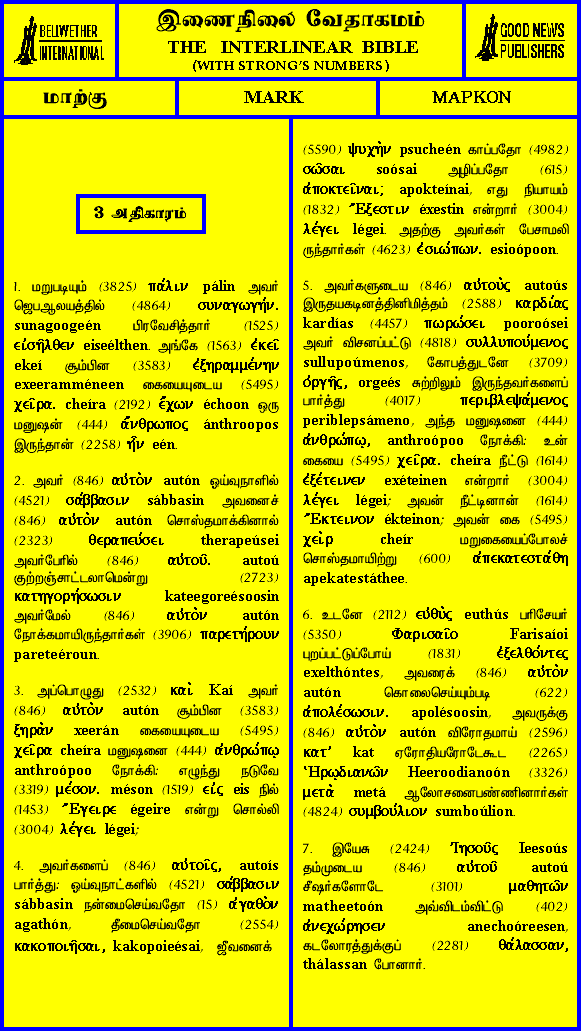 BELLWETHER
INTERNATIONAL
இணைநிலை வேதாகமம்
THE INTERLINEAR BIBLE
(WITH STRONG'S NUMBERS)
GOOD NEWS
PUBLISHERS
மாற்கு
MARK
ΜΑΡΚΟΝ
3 அதிகாரம்
1. மறுபடியும் (3825) πάλιν pálin அவர்
ஜெபஆலயத்தில் (4864) συναγωγήν.
sunagoogeén பிரவேசித்தார் (1525)
εἰσῆλθεν eiseélthen. அங்கே (1563) ἐκεῖ
ekeí சூம்பின (3583) ἐξηραμμένην
exeeramméneen கையையுடைய (5495)
χεῖρα. cheíra (2192) ἔχων échoon ஒரு
மனுஷன் (444) ἄνθρωπος ánthroopos
இருந்தான் (2258) ἦν eén.
2. அவர் (846) αὐτὸν autón ஓய்வுநாளில்
(4521) σάββασιν sábbasin அவனைச்
(846) αὐτὸν autón சொஸ்தமாக்கினால்
(2323) θεραπεύσει therapeúsei
அவர்பேரில் (846) αὐτοῦ. autoú
குற்றஞ்சாட்டலாமென்று (2723)
κατηγορήσωσιν kateegoreésoosin
அவர்மேல் (846) αὐτὸν autón
நோக்கமாயிருந்தார்கள் (3906) παρετήρουν
pareteéroun.
3. அப்பொழுது (2532) καὶ Kaí அவர்
(846) αὐτὸν autón சூம்பின (3583)
ξηρὰν xeerán கையையுடைய (5495)
χεῖρα cheíra மனுஷனை (444) ἀνθρώπῳ
anthroópoo நோக்கி: எழுந்து நடுவே
(3319) μέσον. méson (1519) εἰς eis நில்
(1453) Ἔγειρε égeire என்று சொல்லி
(3004) λέγει légei;
4. அவர்களைப் (846) αὐτοῖς, autoís
பார்த்து: ஓய்வுநாட்களில் (4521) σάββασιν
sábbasin நன்மைசெய்வதோ (15) ἀγαθὸν
agathón, தீமைசெய்வதோ (2554)
κακοποιῆσαι, kakopoieésai, ஜீவனைக்
(5590) ψυχὴν psucheén காப்பதோ (4982)
σῶσαι soósai அழிப்பதோ (615)
ἀποκτεῖναι; apokteínai, எது நியாயம்
(1832) Ἔξεστιν éxestin என்றார் (3004)
λέγει légei. அதற்கு அவர்கள் பேசாமலி
ருந்தார்கள் (4623) ἐσιώπων. esioópoon.
5. அவர்களுடைய (846) αὐτοὺς autoús
இருதயகடினத்தினிமித்தம் (2588) καρδίας
kardías (4457) πωρώσει pooroósei
அவர் விசனப்பட்டு (4818) συλλυπούμενος
sullupoúmenos, கோபத்துடனே (3709)
ὀργῆς, orgeés சுற்றிலும் இருந்தவர்களைப்
பார்த்து (4017) περιβλεψάμενος
periblepsámeno, அந்த மனுஷனை (444)
ἀνθρώπῳ, anthroópoo நோக்கி: உன்
கையை (5495) χεῖρα. cheíra நீட்டு (1614)
ἐξέτεινεν exéteinen என்றார் (3004)
λέγει légei; அவன் நீட்டினான் (1614)
Ἔκτεινον ékteinon; அவன் கை (5495)
χεὶρ cheír மறுகையைப்போலச்
சொஸ்தமாயிற்று (600) ἀπεκατεστάθη
apekatestáthee.
6. உடனே (2112) εὐθὺς euthús பரிசேயர்
(5350) Φαρισαῖο Farisaíoi
புறப்பட்டுப்போய் (1831) ἐξελθόντες
exelthóntes, அவரைக் (846) αὐτὸν
autón கொலைசெய்யும்படி (622)
ἀπολέσωσιν. apolésoosin, அவருக்கு
(846) αὐτὸν autón விரோதமாய் (2596)
κατ' kat ஏரோதியரோடேகூட (2265)
Ἡρῳδιανῶν Heeroodianoón (3326)
μετὰ metá ஆலோசனைபண்ணினார்கள்
(4824) συμβούλιον sumboúlion.
7. இயேசு (2424) Ἰησοῦς Ieesoús
தம்முடைய (846) αὐτοῦ autoú
சீஷர்களோடே (3101) μαθητῶν
matheetoón அவ்விடம்விட்டு (402)
ἀνεχώρησεν anechoóreesen,
கடலோரத்துக்குப் (2281) θάλασσαν,
thálassan போனார்.